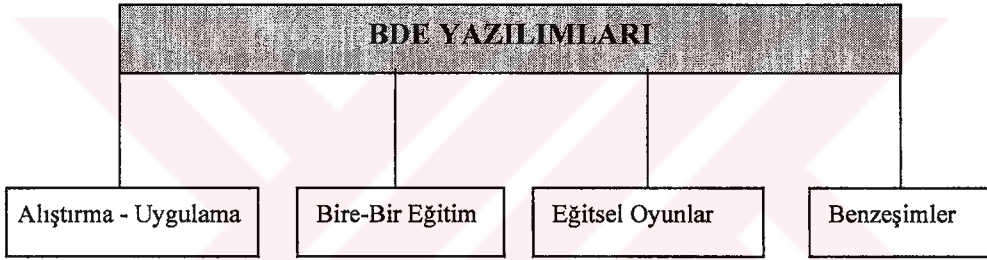 BDE YAZILIMLARI
Alıştırma - Uygulama
Bire-Bir Eğitim
Eğitsel Oyunlar
Benzeşimler